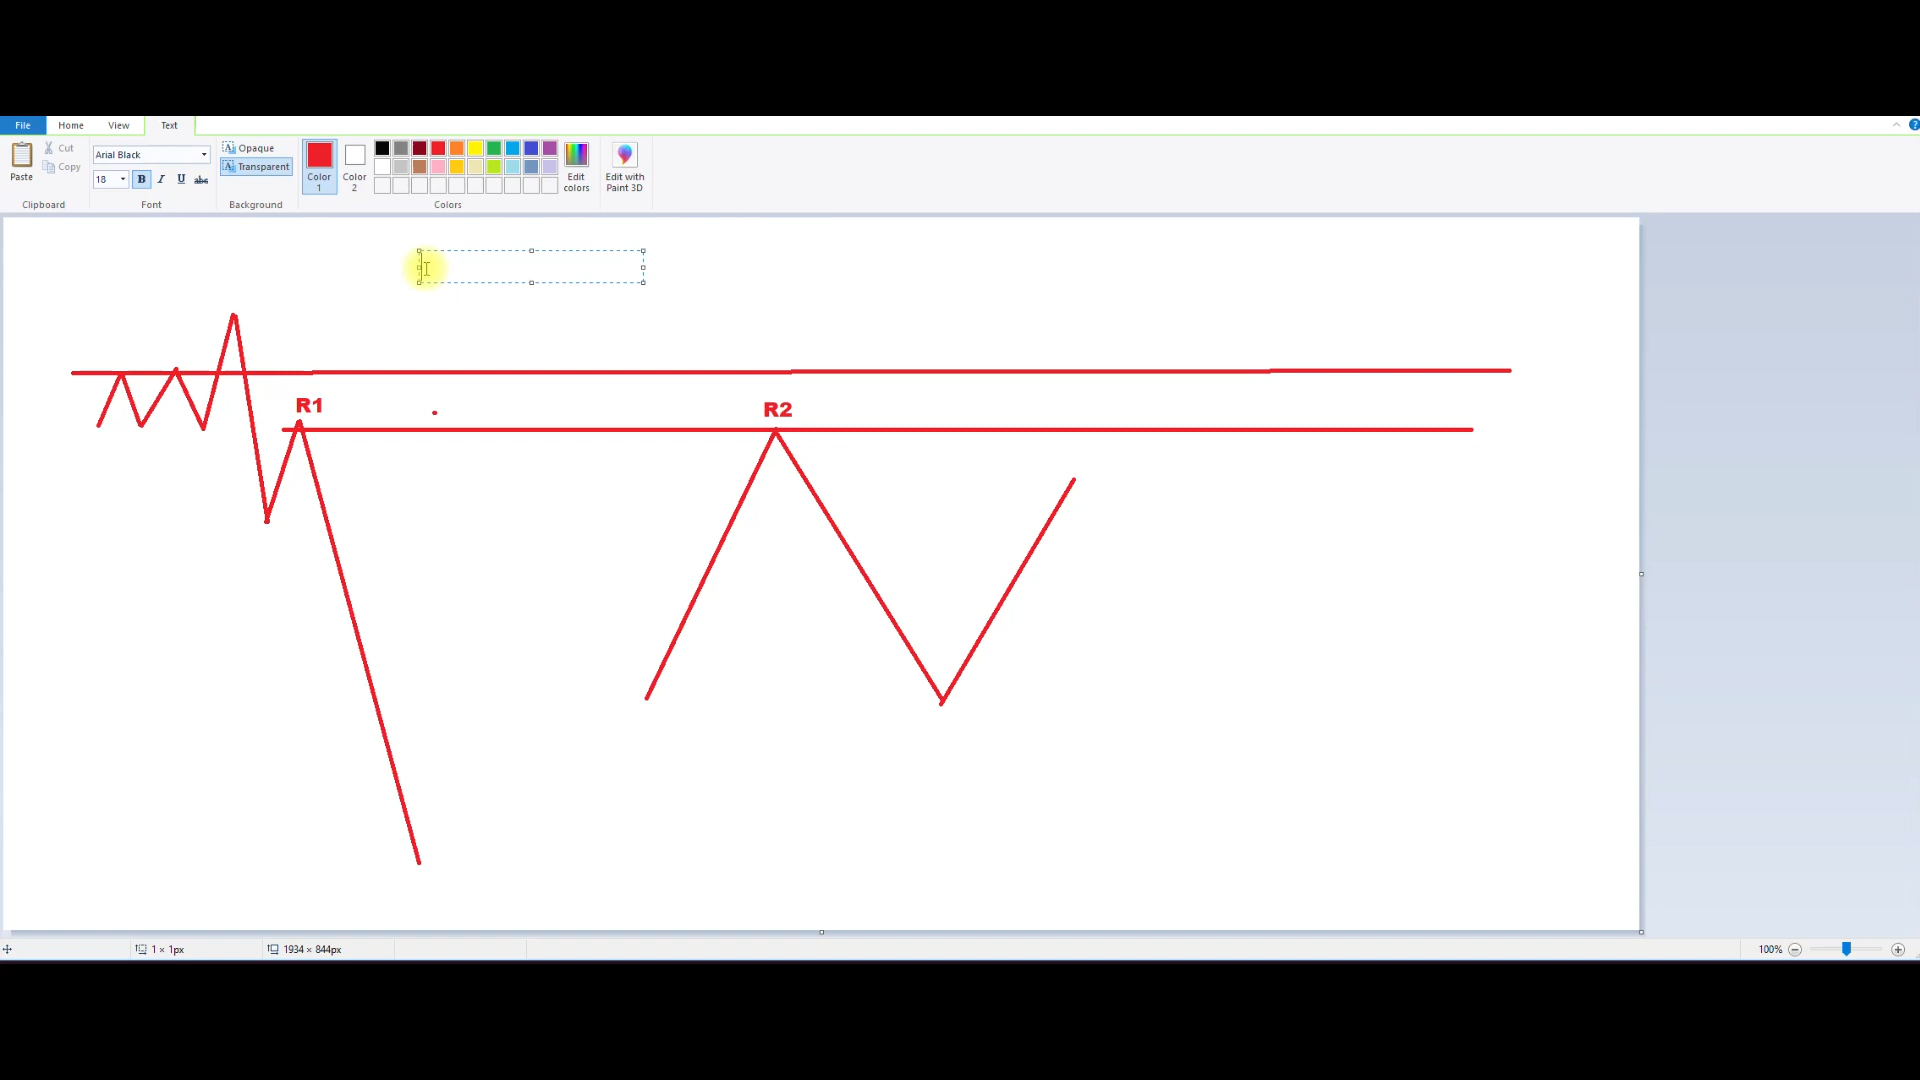 File Home View Text
Paste
Cut
Copy
Clipboard
Arial Black
18 B I U abc
Font
Opaque
Transparent
Background
Color 1
Color 2
Edit colors
Colors
Edit with Paint 3D
R1
R2
1 × 1px
1934 × 844px
100%